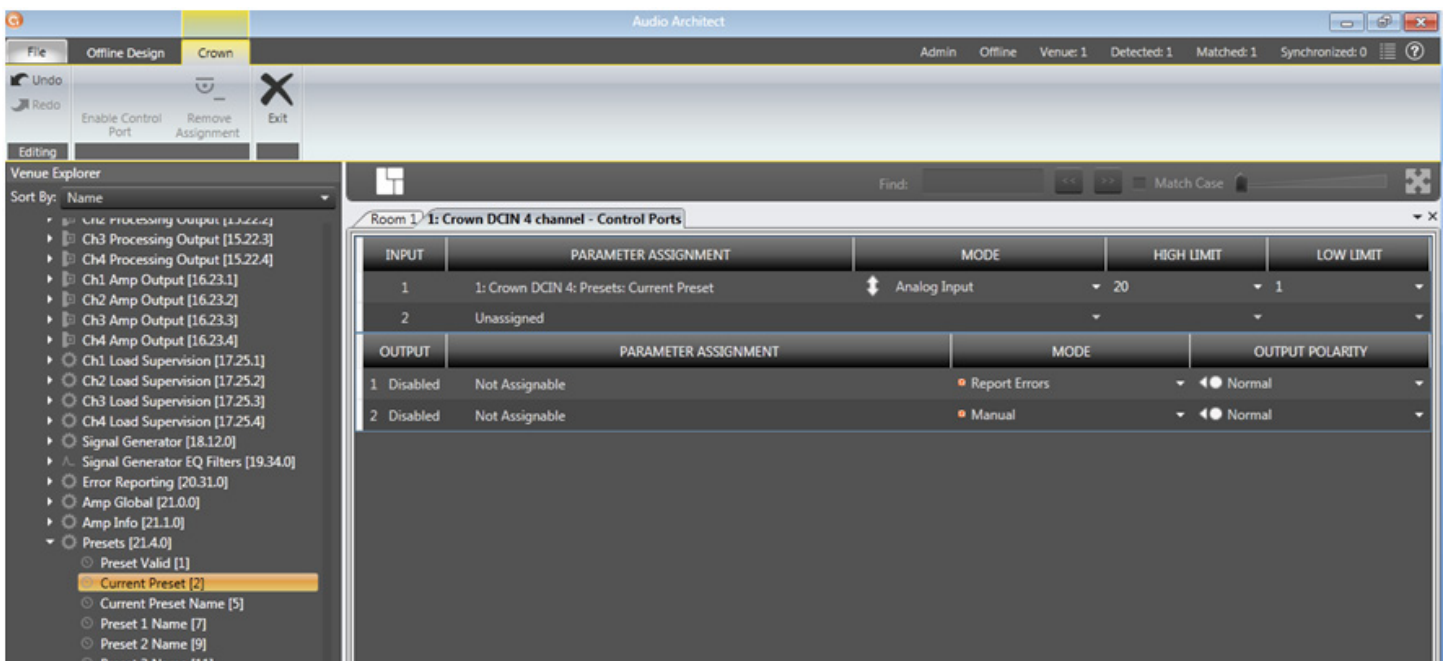 Audio Architect
File Offline Design Crown Admin Offline Venue: 1 Detected: 1 Matched: 1 Synchronized: 0
Undo
Redo
Enable Control Port
Remove Assignment
Exit
Editing
Venue Explorer
Sort By: Name
Find: << >> Match Case
Ch2 Processing Output [15.22.2]
Ch3 Processing Output [15.22.3]
Ch4 Processing Output [15.22.4]
Ch1 Amp Output [16.23.1]
Ch2 Amp Output [16.23.2]
Ch3 Amp Output [16.23.3]
Ch4 Amp Output [16.23.4]
Ch1 Load Supervision [17.25.1]
Ch2 Load Supervision [17.25.2]
Ch3 Load Supervision [17.25.3]
Ch4 Load Supervision [17.25.4]
Signal Generator [18.12.0]
Signal Generator EQ Filters [19.34.0]
Error Reporting [20.31.0]
Amp Global [21.0.0]
Amp Info [21.1.0]
Presets [21.4.0]
Preset Valid [1]
Current Preset [2]
Current Preset Name [5]
Preset 1 Name [7]
Preset 2 Name [9]
Room 1 1: Crown DCIN 4 channel - Control Ports
INPUT PARAMETER ASSIGNMENT MODE HIGH LIMIT LOW LIMIT
1 1: Crown DCIN 4: Presets: Current Preset Analog Input 20 1
2 Unassigned
OUTPUT PARAMETER ASSIGNMENT MODE OUTPUT POLARITY
1 Disabled Not Assignable Report Errors Normal
2 Disabled Not Assignable Manual Normal